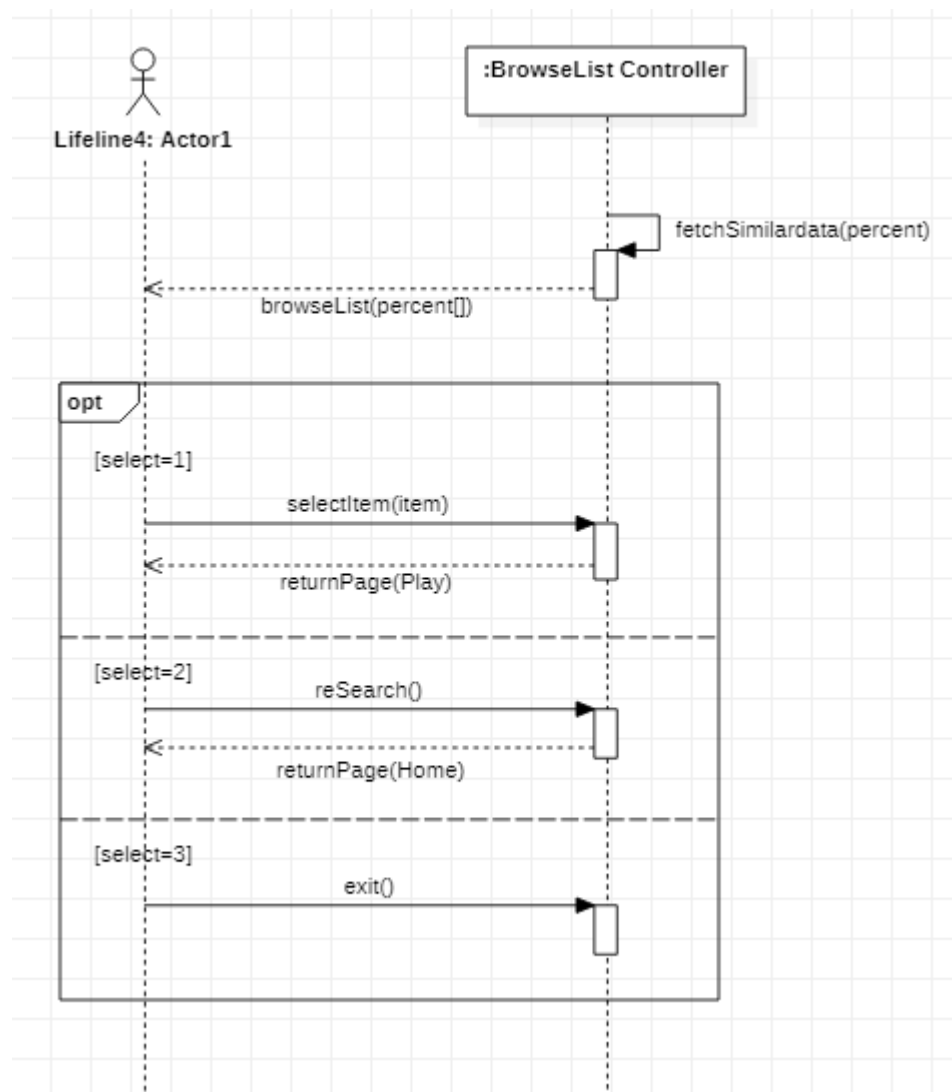 :BrowseList Controller
Lifeline4: Actor1
fetchSimilardata(percent)
browseList(percent[])
opt
[select=1]
selectItem(item)
returnPage(Play)
[select=2]
reSearch()
returnPage(Home)
[select=3]
exit()